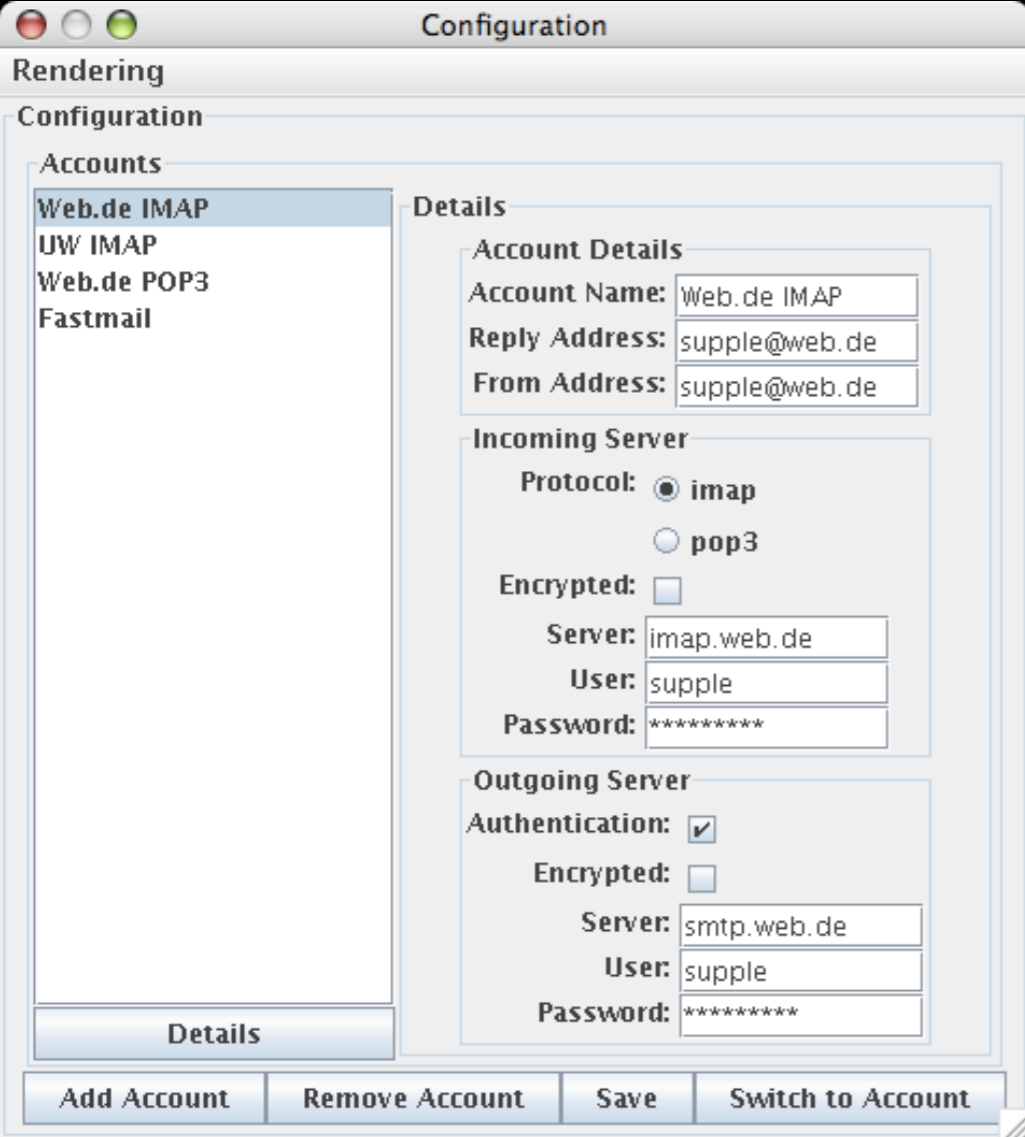 Configuration
Rendering
Configuration
Accounts
Web.de IMAP
UW IMAP
Web.de POP3
Fastmail
Details
Details
Account Details
Account Name: Web.de IMAP
Reply Address: supple@web.de
From Address: supple@web.de
Incoming Server
Protocol: imap
pop3
Encrypted:
Server: imap.web.de
User: supple
Password: *********
Outgoing Server
Authentication:
Encrypted:
Server: smtp.web.de
User: supple
Password: *********
Add Account Remove Account Save Switch to Account